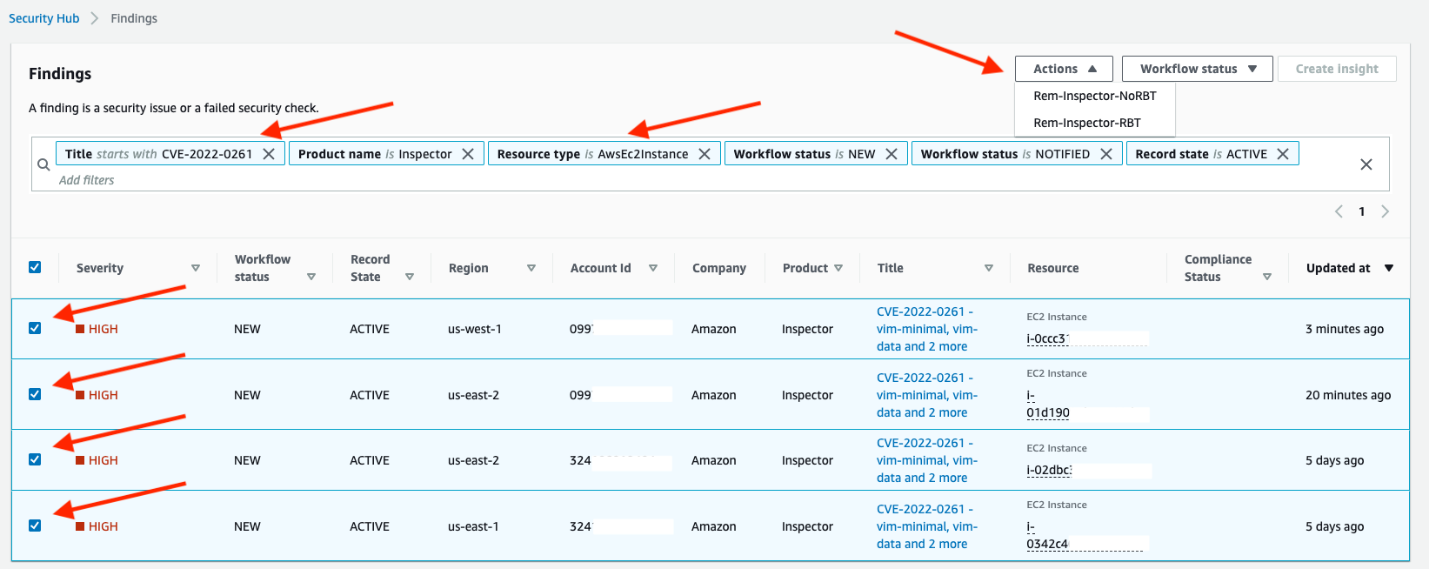 Security Hub > Findings
Findings
Actions ▲
Workflow status ▼
Create insight
A finding is a security issue or a failed security check.
Rem-Inspector-NoRBT
Rem-Inspector-RBT
Title starts with CVE-2022-0261 Product name is Inspector Resource type is AwsEc2Instance Workflow status is NEW Workflow status is NOTIFIED Record state is ACTIVE
Add filters
1
Severity
Workflow
status
Record
State
Region
Account Id
Company
Product
Title
Resource
Compliance
Status
Updated at
HIGH
NEW
ACTIVE
us-west-1
099
Amazon
Inspector
CVE-2022-0261 -
vim-minimal, vim-
data and 2 more
EC2 Instance
i-0ccc3
3 minutes ago
HIGH
NEW
ACTIVE
us-east-2
099
Amazon
Inspector
CVE-2022-0261 -
vim-minimal, vim-
data and 2 more
EC2 Instance
i-
01d190
20 minutes ago
HIGH
NEW
ACTIVE
us-east-2
324
Amazon
Inspector
CVE-2022-0261 -
vim-minimal, vim-
data and 2 more
EC2 Instance
i-02dbc
5 days ago
HIGH
NEW
ACTIVE
us-east-1
324
Amazon
Inspector
CVE-2022-0261 -
vim-minimal, vim-
data and 2 more
EC2 Instance
i-
0342c4
5 days ago